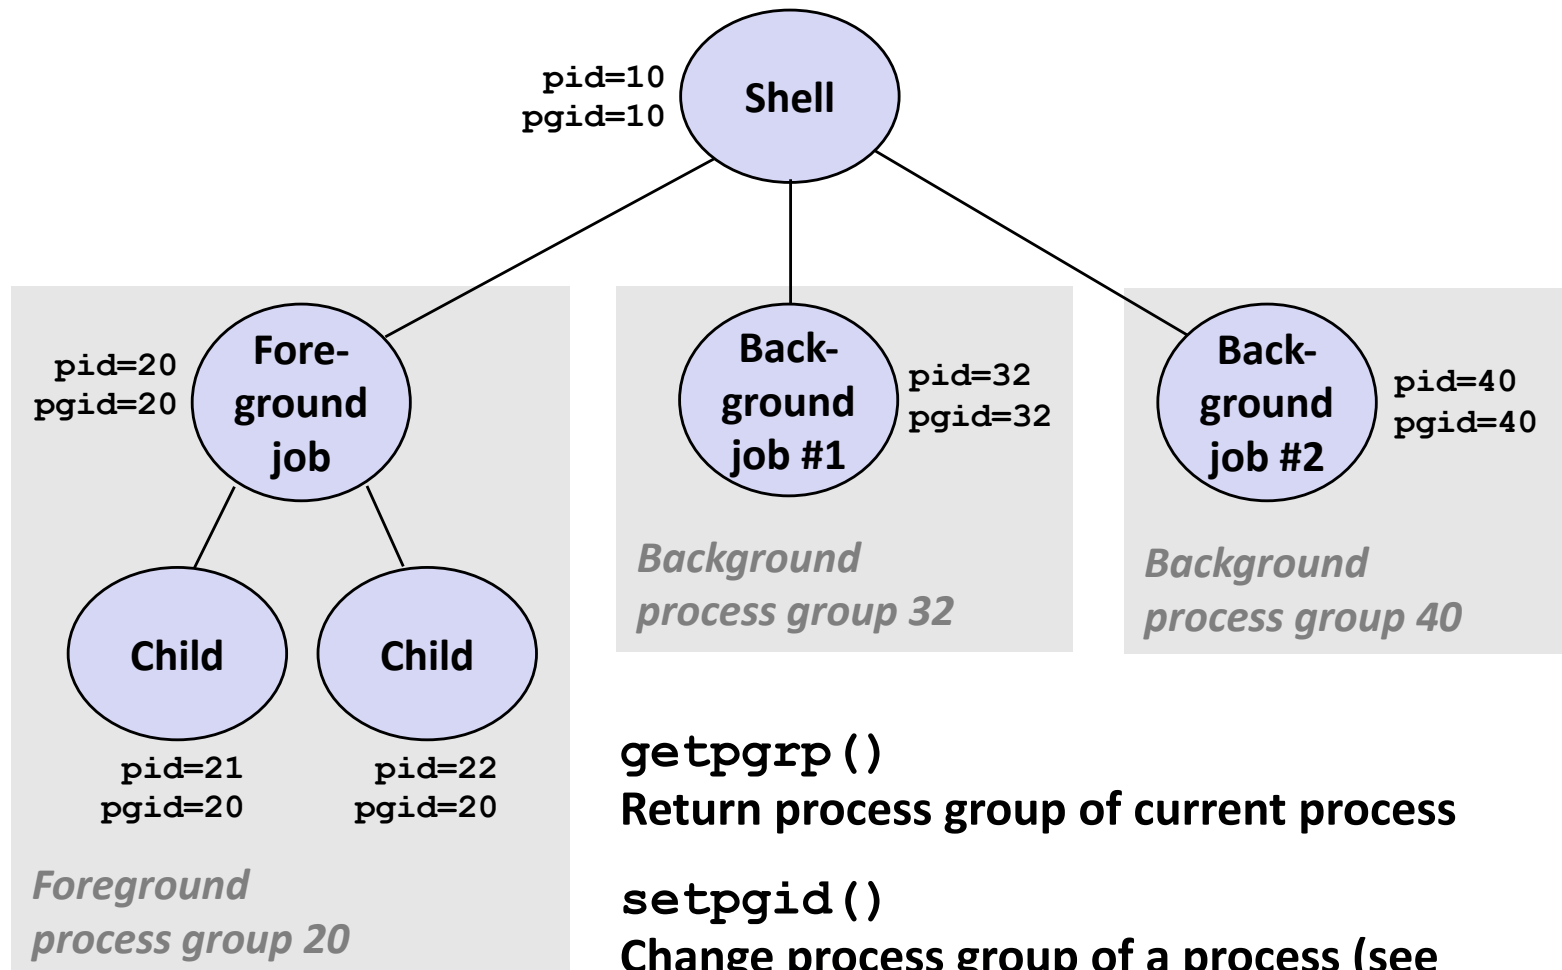 pid=10
pgid=10
Shell
pid=20
pgid=20
Fore-
ground
job
Back-
ground
job #1
pid=32
pgid=32
Back-
ground
job #2
pid=40
pgid=40
Background
process group 32
Background
process group 40
Child
Child
pid=21
pgid=20
pid=22
pgid=20
Foreground
process group 20
getpgrp()
Return process group of current process
setpgid()
Change process group of a process (see